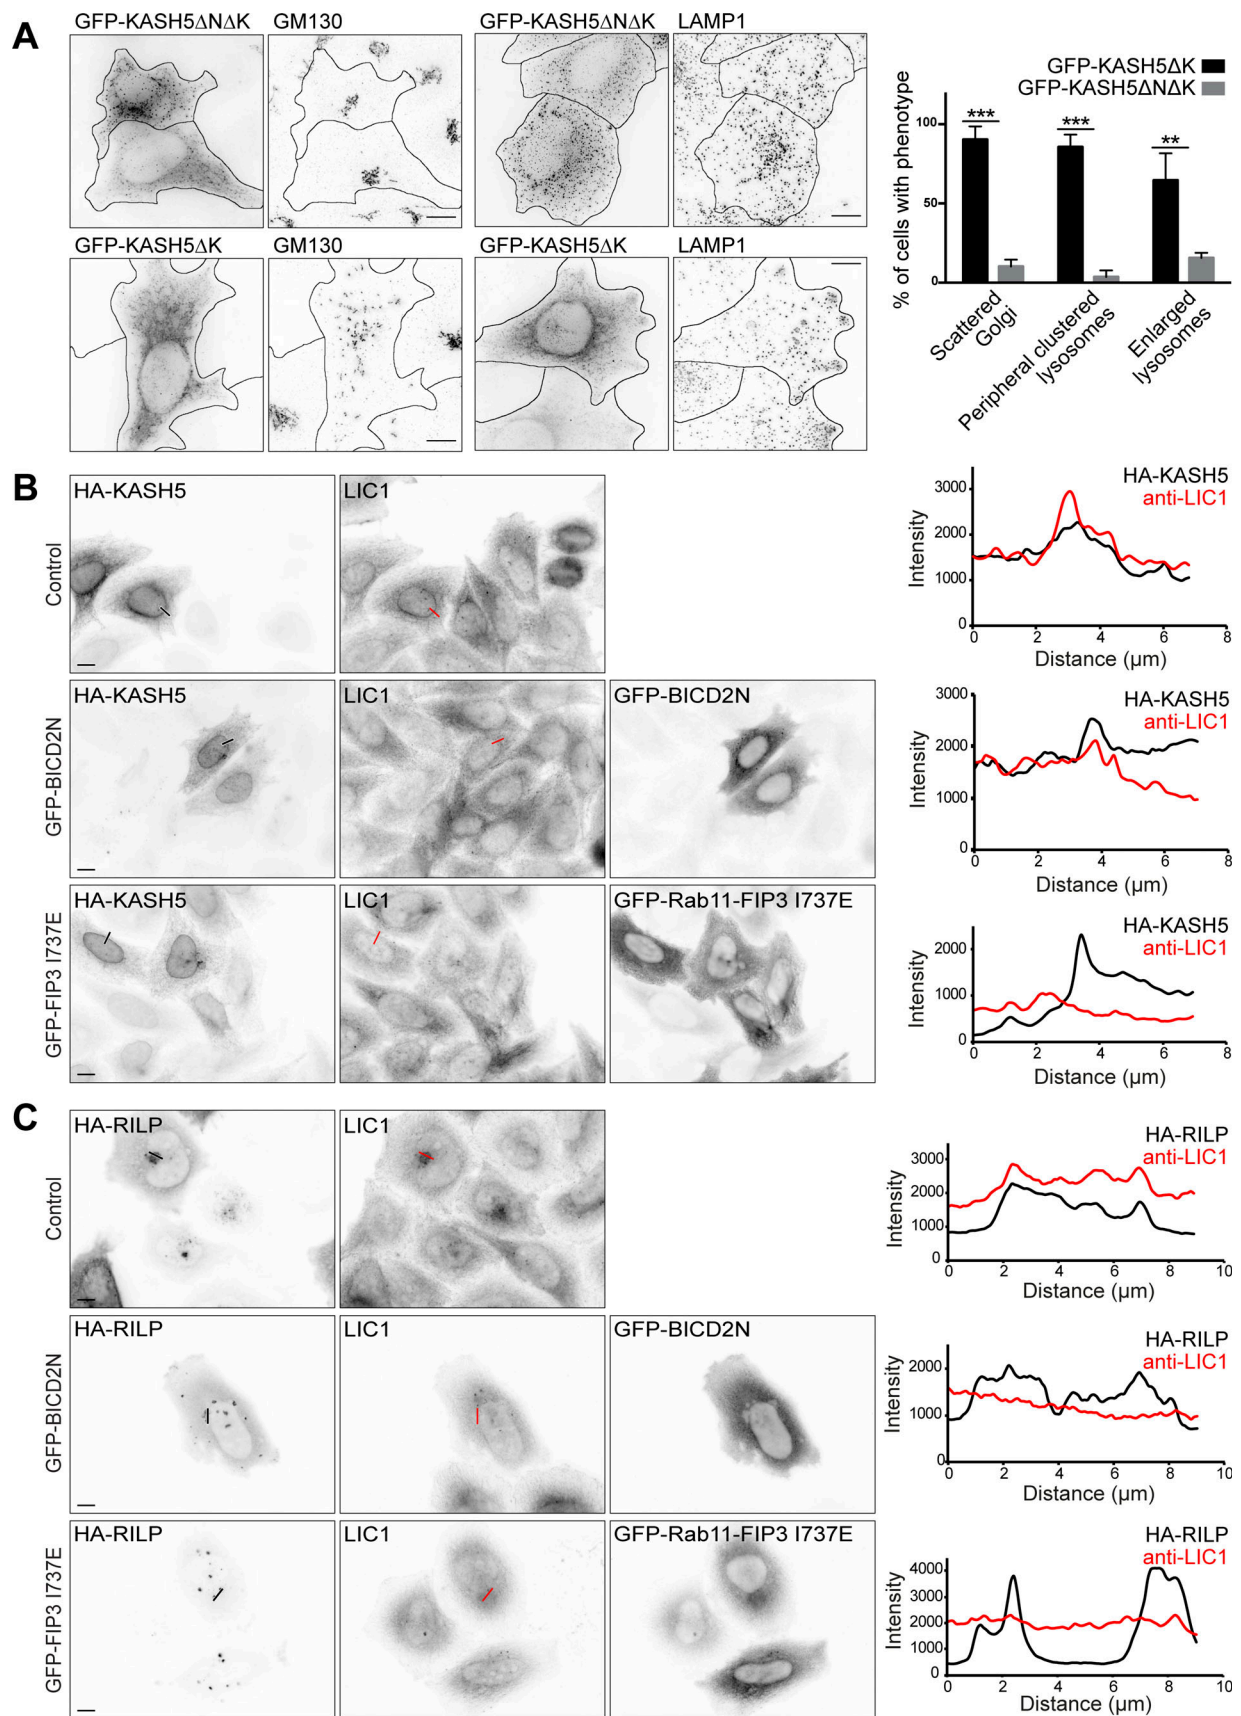 A
GFP-KASH5ΔNΔK
GM130
GFP-KASH5ΔNΔK
LAMP1
GFP-KASH5ΔK
GM130
GFP-KASH5ΔK
LAMP1
GFP-KASH5ΔK
GFP-KASH5ΔNΔK
% of cells with phenotype
100
50
0
***
***
**
Scattered
Golgi
Peripheral clustered
lysosomes
Enlarged
lysosomes
B
Control
HA-KASH5
LIC1
HA-KASH5
anti-LIC1
Intensity
3000
2000
1000
0
0 2 4 6 8
Distance (µm)
GFP-BICD2N
HA-KASH5
LIC1
GFP-BICD2N
HA-KASH5
anti-LIC1
Intensity
3000
2000
1000
0
0 2 4 6 8
Distance (µm)
GFP-FIP3 I737E
HA-KASH5
LIC1
GFP-Rab11-FIP3 I737E
HA-KASH5
anti-LIC1
Intensity
2000
1000
0
0 2 4 6 8
Distance (µm)
C
Control
HA-RILP
LIC1
HA-RILP
anti-LIC1
Intensity
3000
2000
1000
0
0 2 4 6 8 10
Distance (µm)
GFP-BICD2N
HA-RILP
LIC1
GFP-BICD2N
HA-RILP
anti-LIC1
Intensity
2000
1000
0
0 2 4 6 8 10
Distance (µm)
GFP-FIP3 I737E
HA-RILP
LIC1
GFP-Rab11-FIP3 I737E
HA-RILP
anti-LIC1
Intensity
4000
3000
2000
1000
0
0 2 4 6 8 10
Distance (µm)